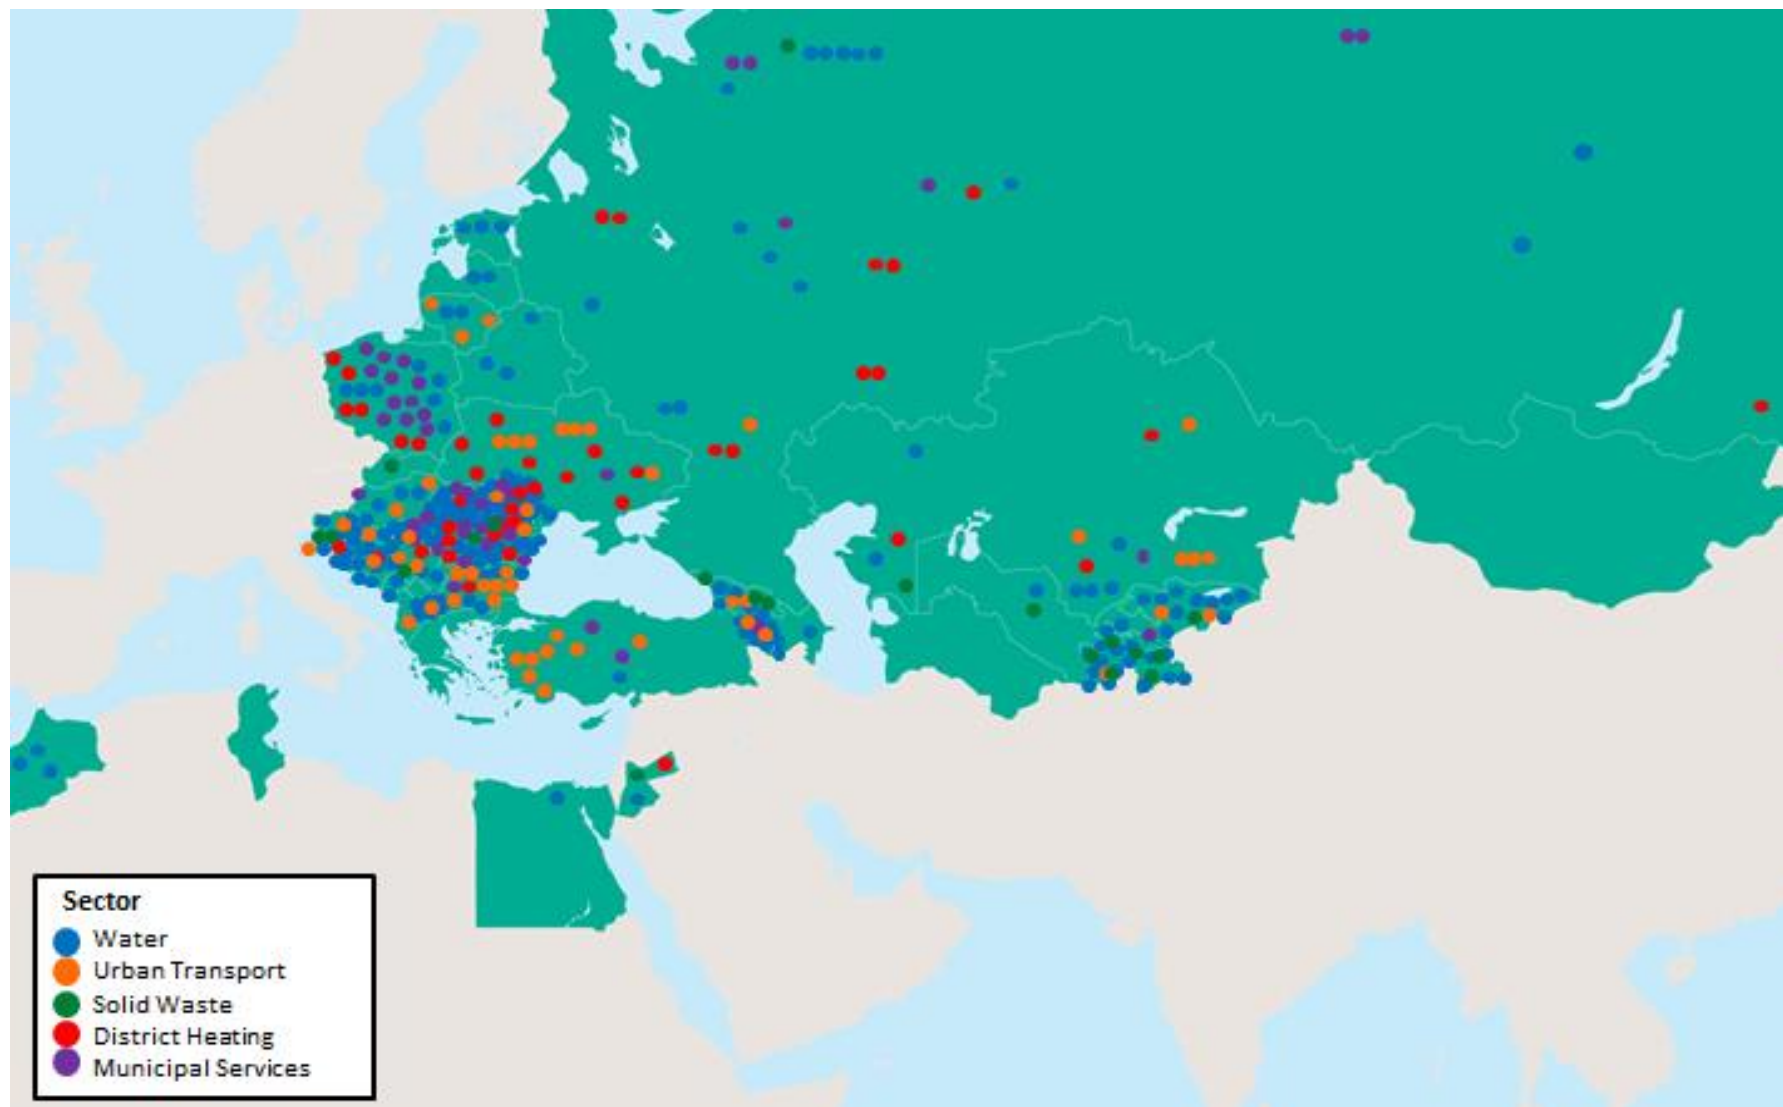 Sector
Water
Urban Transport
Solid Waste
District Heating
Municipal Services